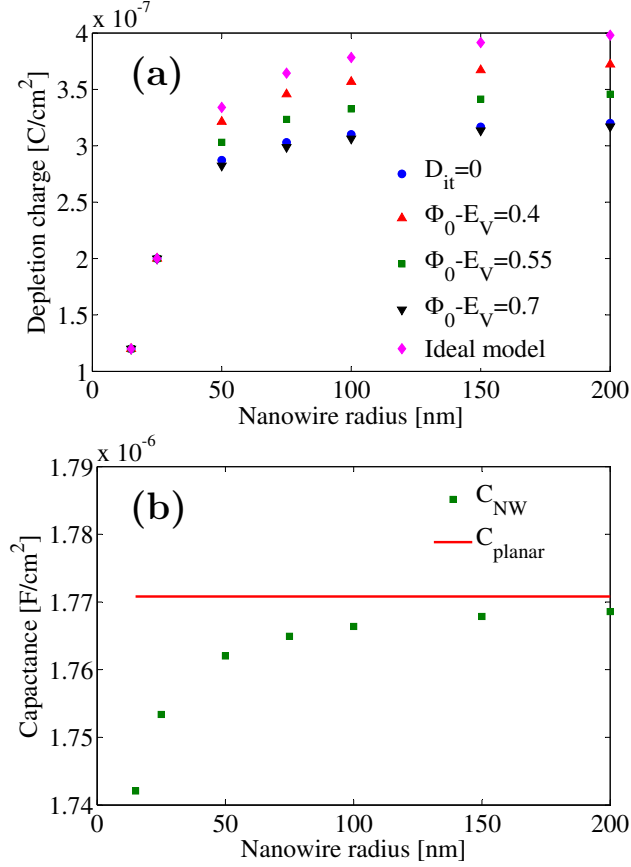 x 10^-7
(a)
4
3.5
3
2.5
2
1.5
1
Depletion charge [C/cm^2]
D_it=0
Φ_0-E_V=0.4
Φ_0-E_V=0.55
Φ_0-E_V=0.7
Ideal model
0 50 100 150 200
Nanowire radius [nm]
x 10^-6
(b)
1.79
1.78
1.77
1.76
1.75
1.74
Capactance [F/cm^2]
C_NW
C_planar
0 50 100 150 200
Nanowire radius [nm]